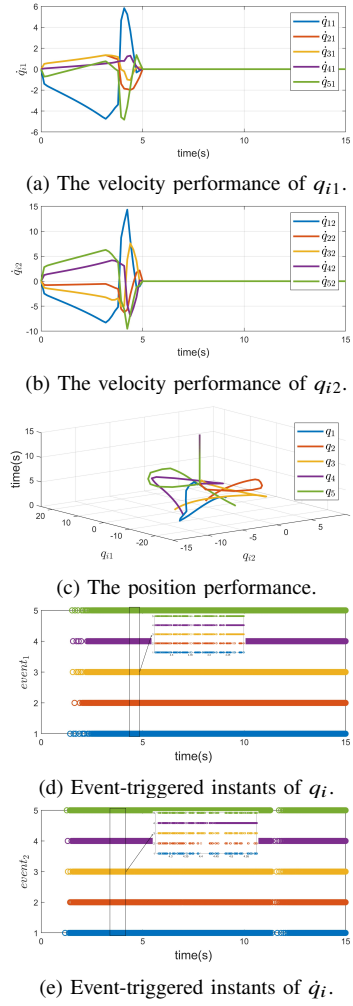 6
4
2
0
-2
-4
-6
0 5 10 15
time(s)
q̇ᵢ₁
q̇₁₁
q̇₂₁
q̇₃₁
q̇₄₁
q̇₅₁
(a) The velocity performance of qᵢ₁.
15
10
5
0
-5
-10
0 5 10 15
time(s)
q̇ᵢ₂
q̇₁₂
q̇₂₂
q̇₃₂
q̇₄₂
q̇₅₂
(b) The velocity performance of qᵢ₂.
15
10
5
0
time(s)
20
10
0
-10
-20
qᵢ₁
-15
-10
-5
0
5
qᵢ₂
q₁
q₂
q₃
q₄
q₅
(c) The position performance.
5
4
3
2
1
event₁
0 5 10 15
time(s)
(d) Event-triggered instants of qᵢ.
5
4
3
2
1
event₂
0 5 10 15
time(s)
(e) Event-triggered instants of q̇ᵢ.